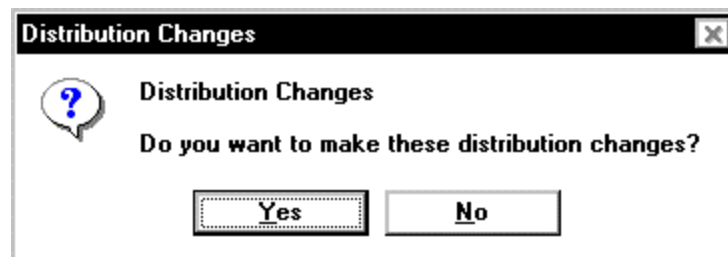 Distribution Changes
Distribution Changes
Do you want to make these distribution changes?
Yes No